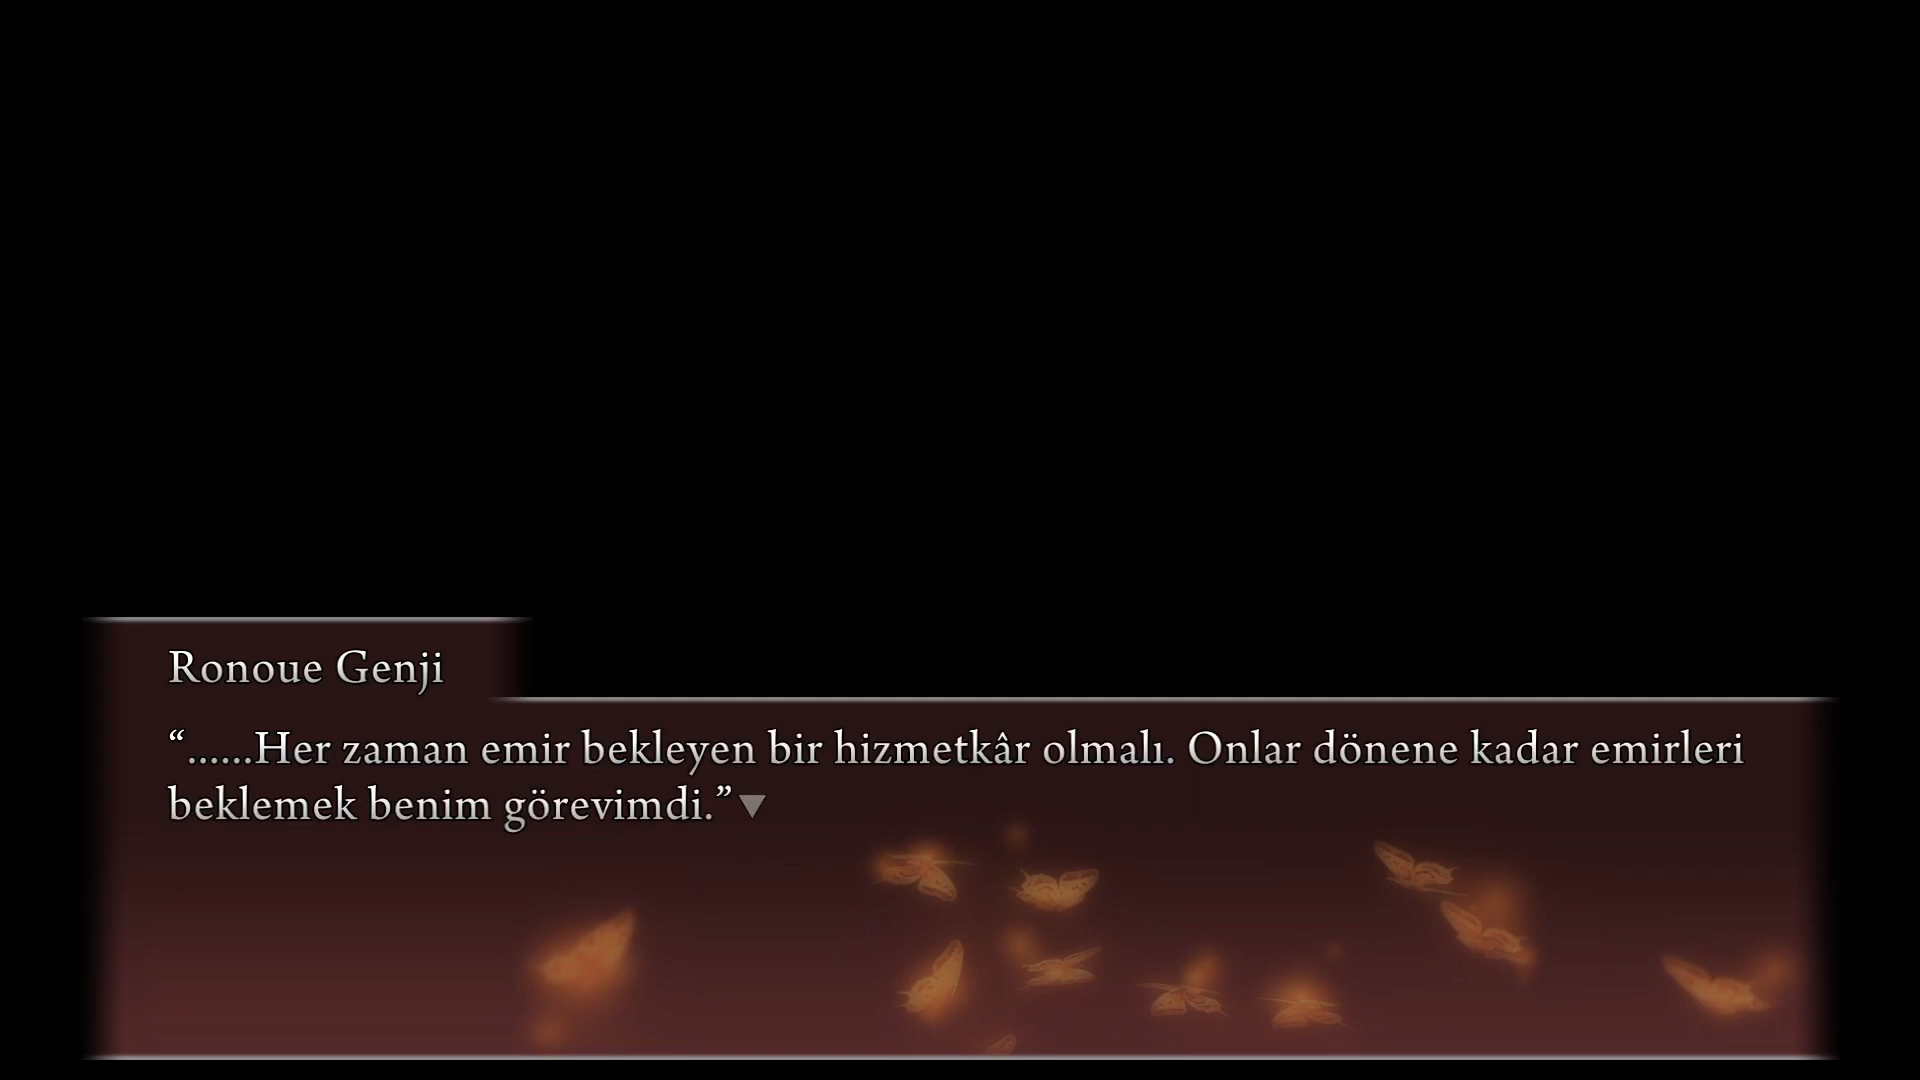 Ronoue Genji
“......Her zaman emir bekleyen bir hizmetkâr olmalı. Onlar dönene kadar emirleri
beklemek benim görevimdi.”